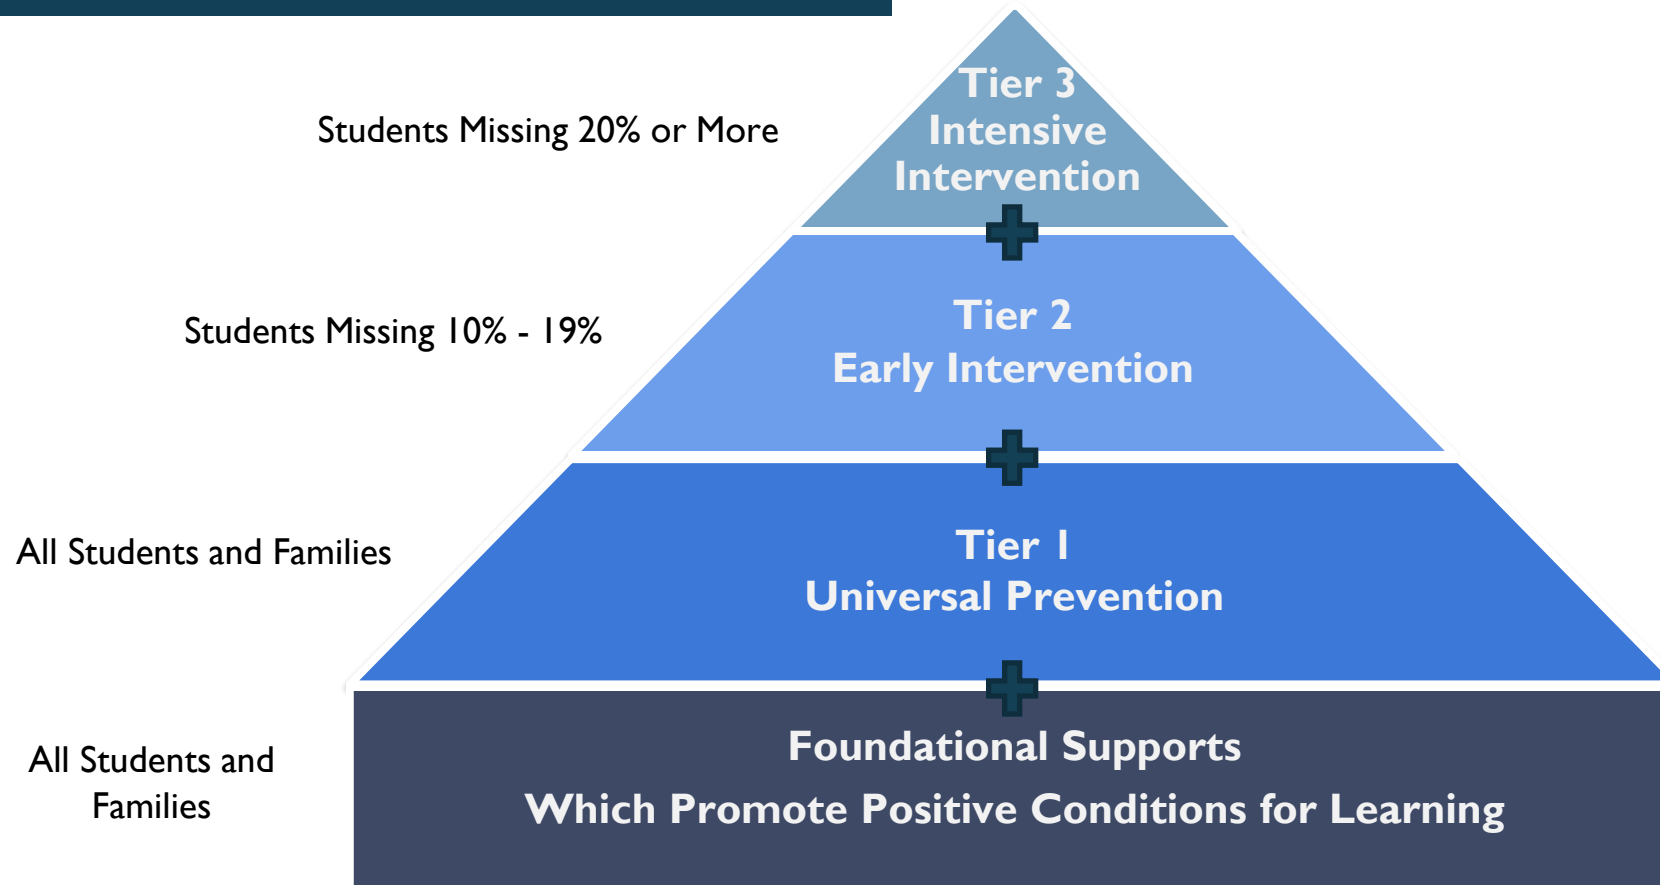 Tier 3
Intensive
Intervention
Students Missing 20% or More
Tier 2
Early Intervention
Students Missing 10% - 19%
Tier 1
Universal Prevention
All Students and Families
Foundational Supports
Which Promote Positive Conditions for Learning
All Students and
Families